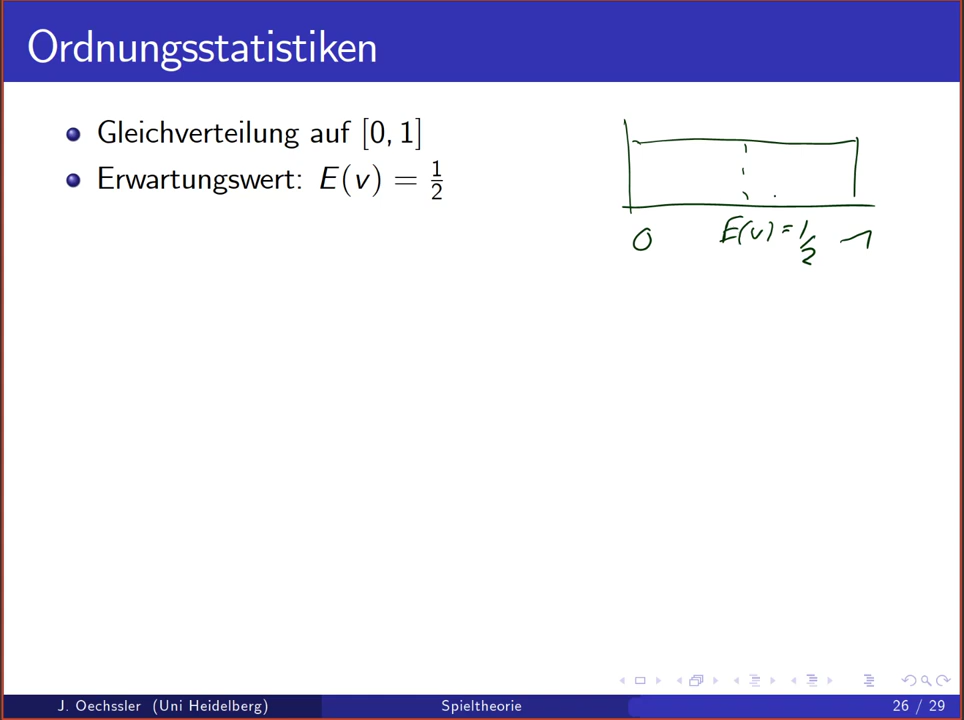 Ordnungsstatistiken
Gleichverteilung auf [0, 1]
Erwartungswert: E(v) = 1/2
0 E(v) = 1/2 1
J. Oechssler (Uni Heidelberg) Spieltheorie 26 / 29